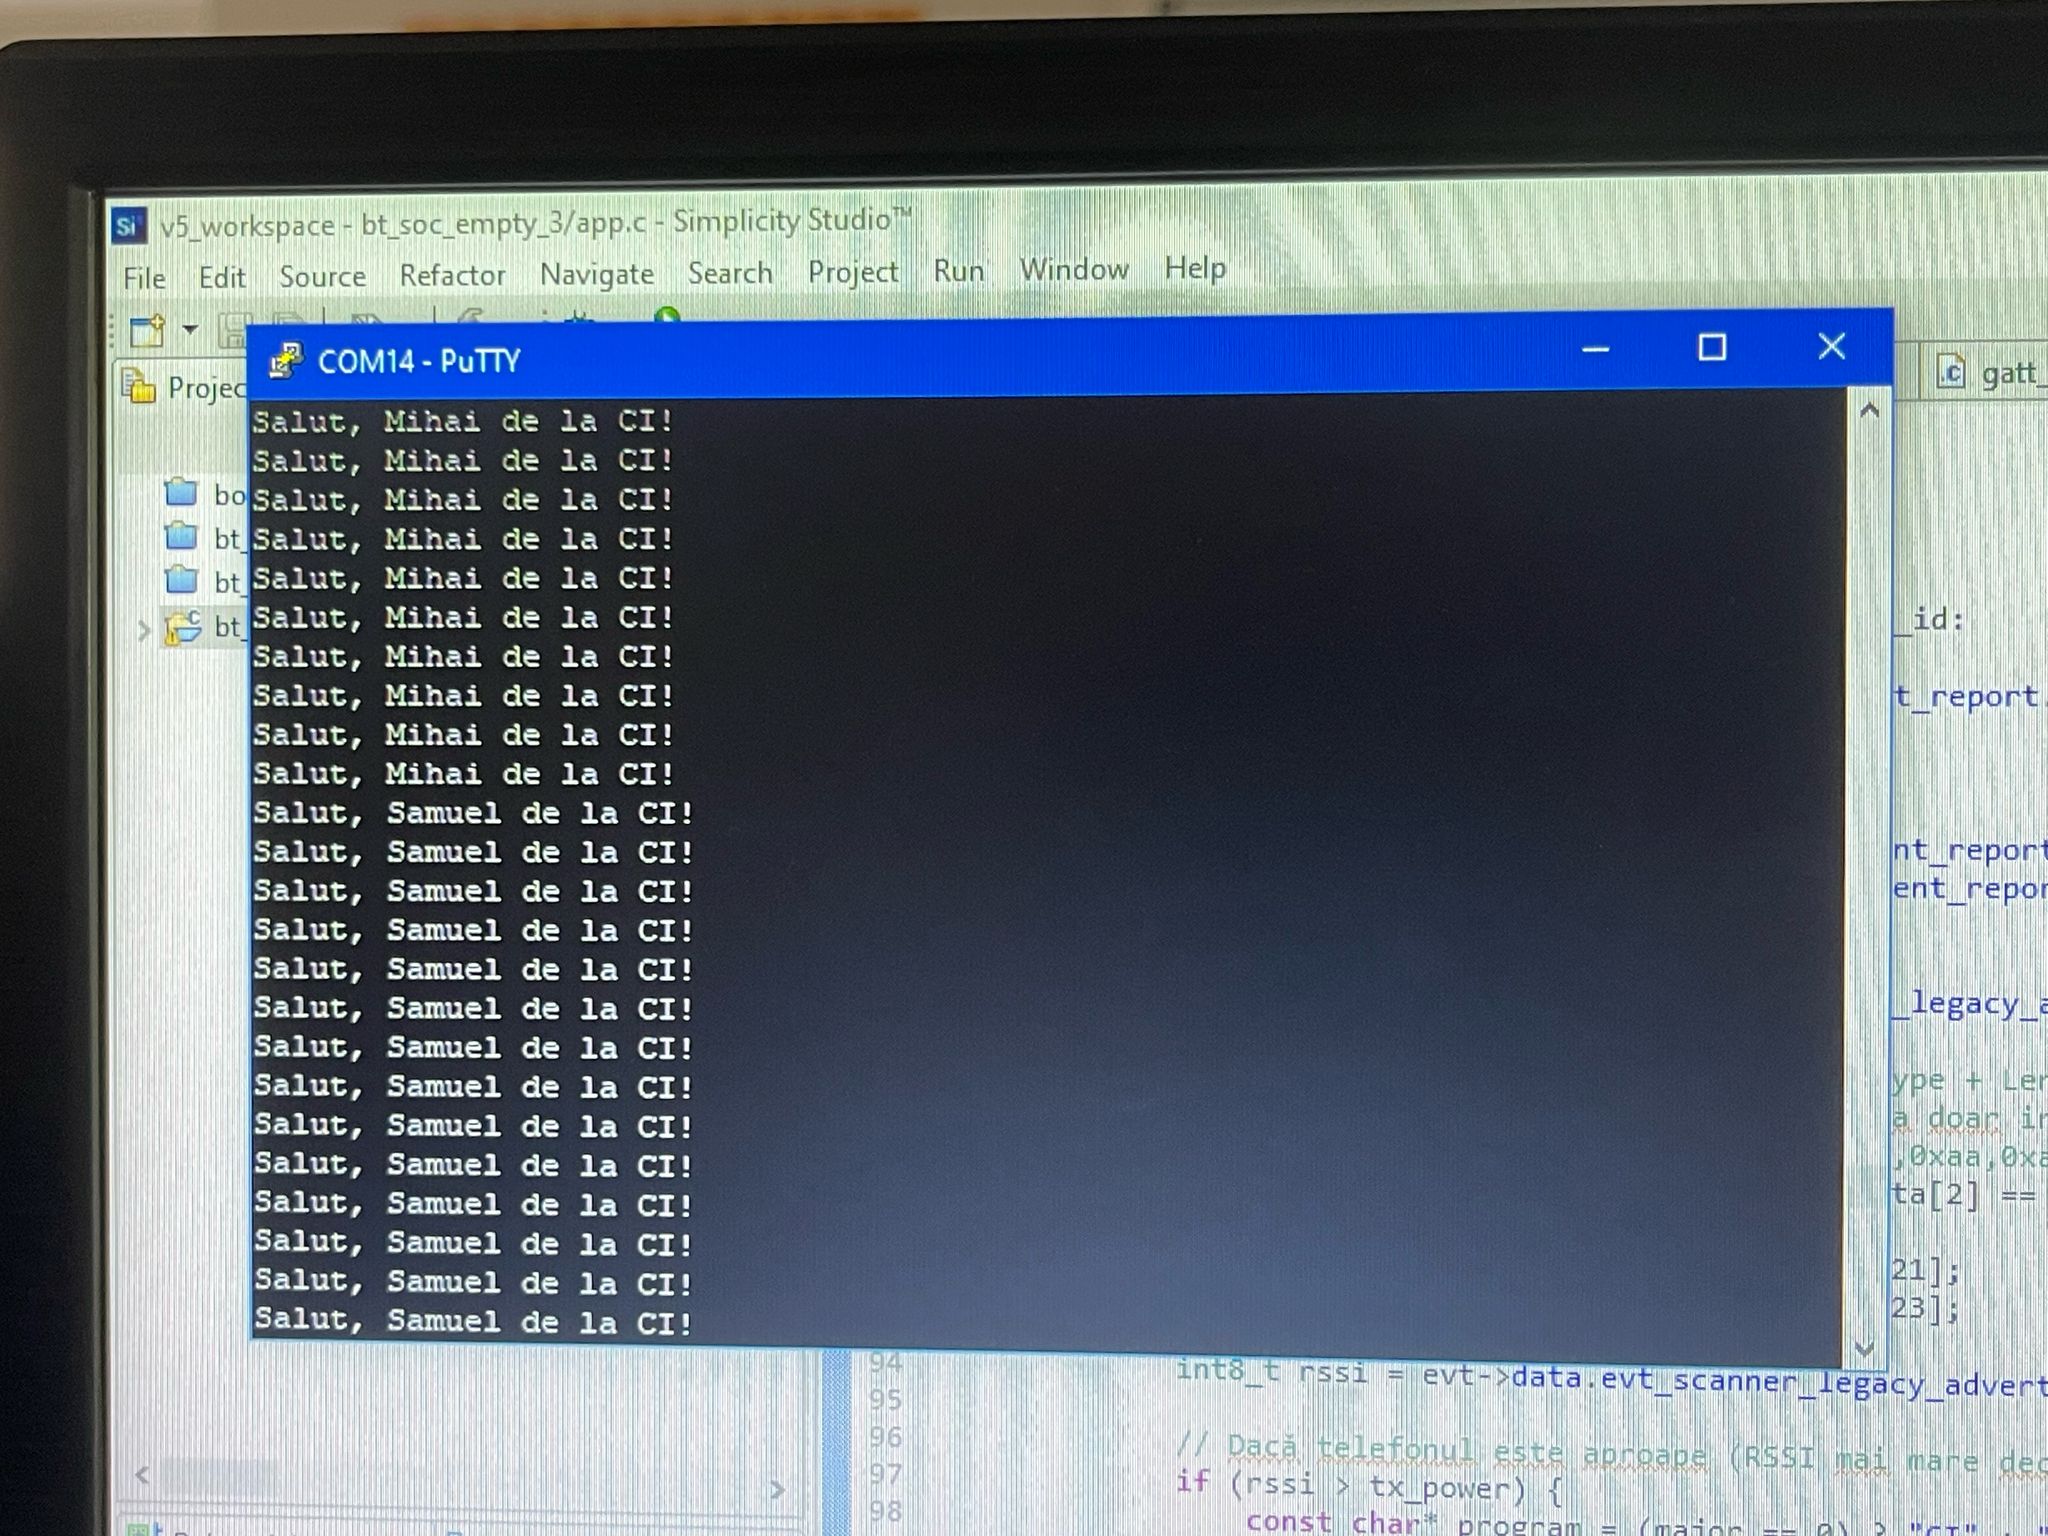 v5_workspace - bt_soc_empty_3/app.c - Simplicity Studio™
File Edit Source Refactor Navigate Search Project Run Window Help
COM14 - PuTTY
gatt_
Projec
Salut, Mihai de la CI!
Salut, Mihai de la CI!
bo Salut, Mihai de la CI!
bt_ Salut, Mihai de la CI!
bt_ Salut, Mihai de la CI!
bt_ Salut, Mihai de la CI! _id:
Salut, Mihai de la CI!
Salut, Mihai de la CI! t_report.
Salut, Mihai de la CI!
Salut, Mihai de la CI!
Salut, Samuel de la CI!
Salut, Samuel de la CI! nt_report
Salut, Samuel de la CI! ent_repor
Salut, Samuel de la CI!
Salut, Samuel de la CI!
Salut, Samuel de la CI! _legacy_a
Salut, Samuel de la CI!
Salut, Samuel de la CI! ype + Len
Salut, Samuel de la CI! a doar in
Salut, Samuel de la CI! ,0xaa,0xa
Salut, Samuel de la CI! ta[2] ==
Salut, Samuel de la CI!
Salut, Samuel de la CI! 21];
Salut, Samuel de la CI! 23];
94 int8_t rssi = evt->data.evt_scanner_legacy_advert
95
96 // Dacă telefonul este aproape (RSSI mai mare dec
97 if (rssi > tx_power) {
98 const char* program = (major == 0) ? "CI"